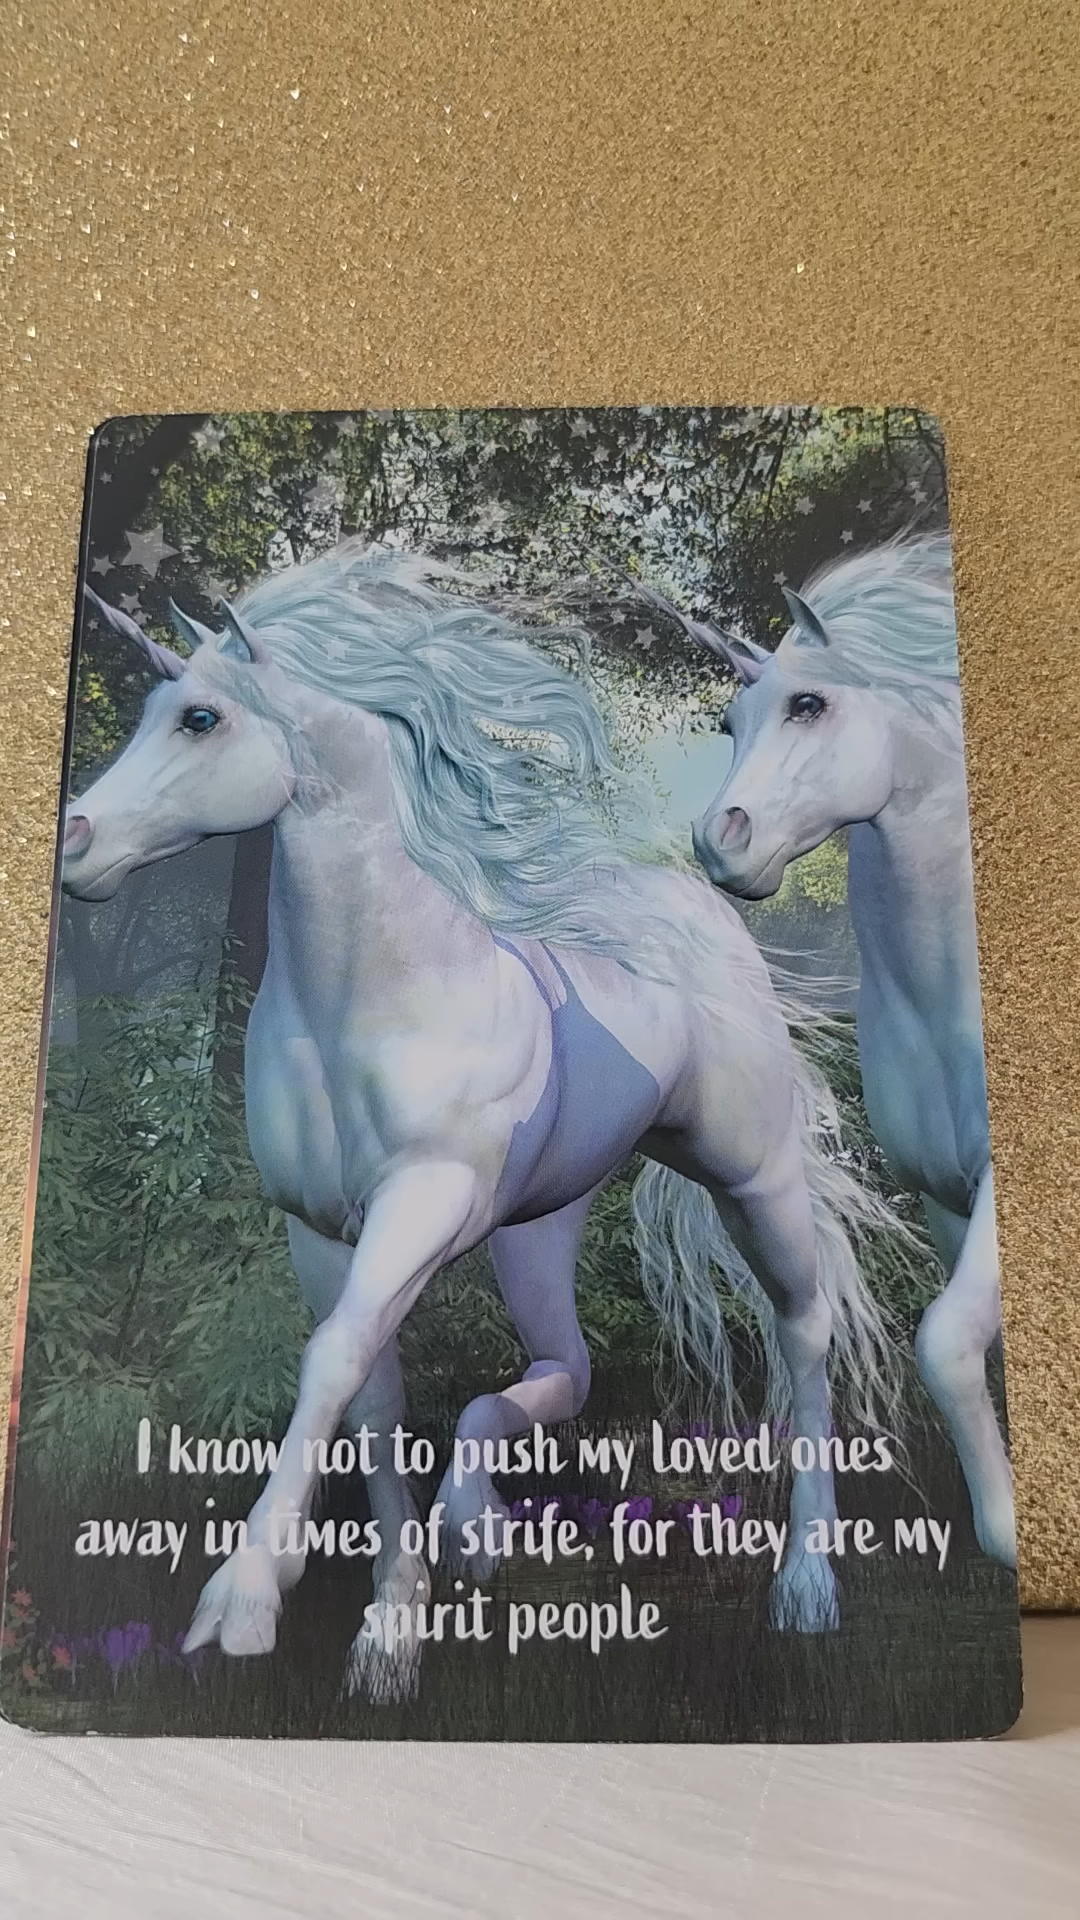 I know not to push my loved ones
away in times of strife, for they are my
spirit people